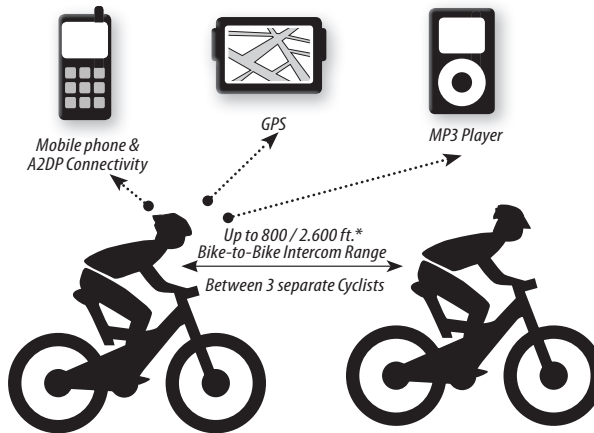 Mobile phone &
A2DP Connectivity
GPS
MP3 Player
Up to 800 / 2.600 ft.*
Bike-to-Bike Intercom Range
Between 3 separate Cyclists